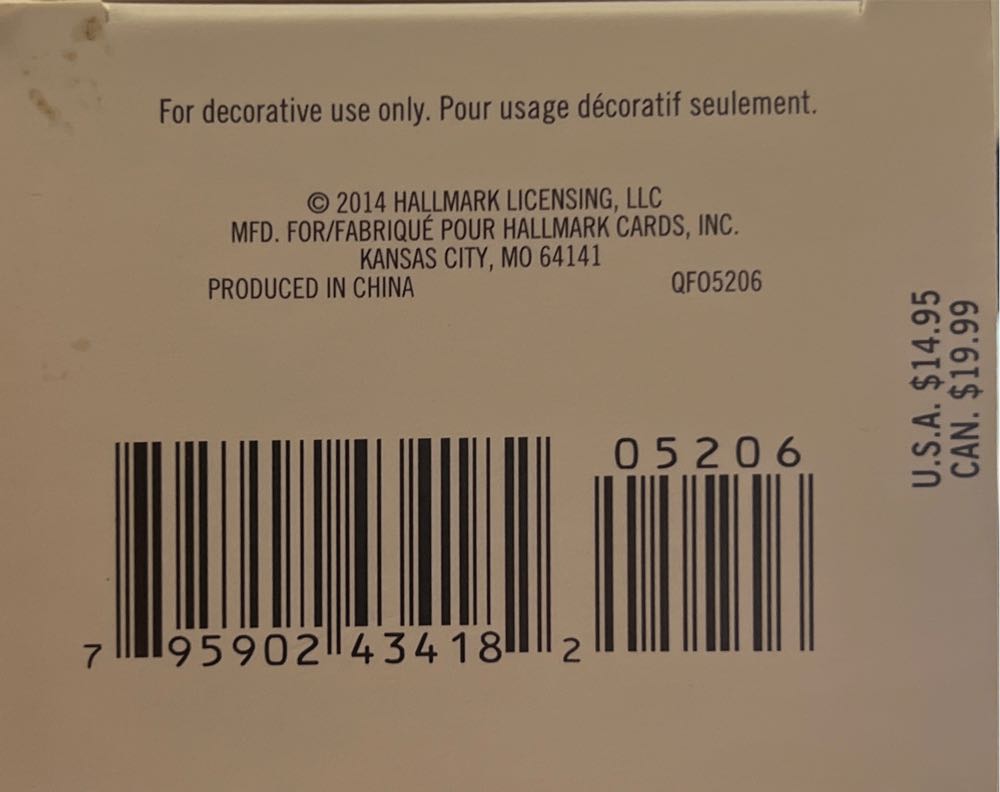 For decorative use only. Pour usage décoratif seulement.
© 2014 HALLMARK LICENSING, LLC
MFD. FOR/FABRIQUÉ POUR HALLMARK CARDS, INC.
KANSAS CITY, MO 64141
PRODUCED IN CHINA QFO5206
U.S.A. $14.95
CAN. $19.99
05206
7 95902 43418 2